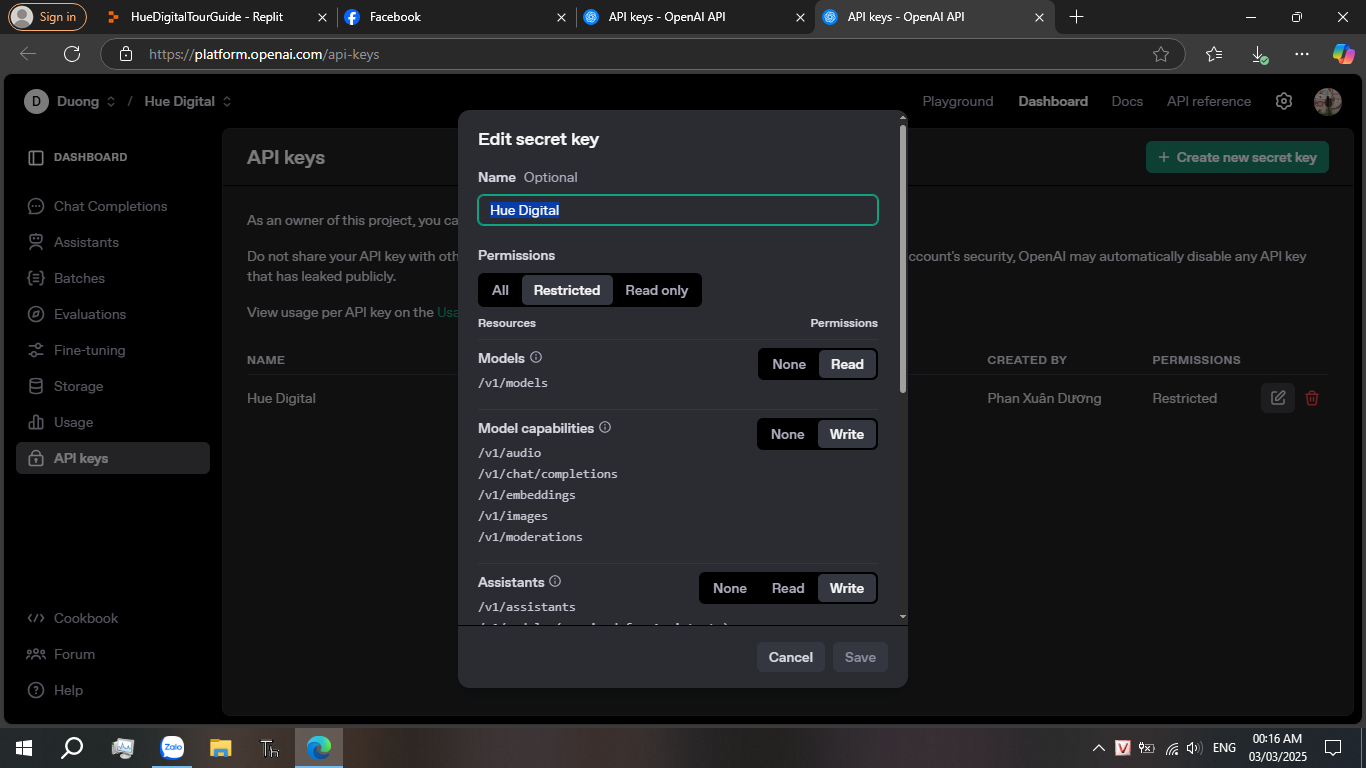 Sign in
HueDigitalTourGuide - Replit
Facebook
API keys - OpenAI API
API keys - OpenAI API
https://platform.openai.com/api-keys
D Duong / Hue Digital
Playground Dashboard Docs API reference
DASHBOARD
Chat Completions
Assistants
Batches
Evaluations
Fine-tuning
Storage
Usage
API keys
Cookbook
Forum
Help
API keys
+ Create new secret key
As an owner of this project, you ca
Do not share your API key with oth
ccount's security, OpenAI may automatically disable any API key
that has leaked publicly.
View usage per API key on the Usa
NAME CREATED BY PERMISSIONS
Hue Digital Phan Xuân Dương Restricted
Edit secret key
Name Optional
Hue Digital
Permissions
All Restricted Read only
Resources Permissions
Models None Read
/v1/models
Model capabilities None Write
/v1/audio
/v1/chat/completions
/v1/embeddings
/v1/images
/v1/moderations
Assistants None Read Write
/v1/assistants
Cancel Save
Zalo
Th
V
ENG
00:16 AM
03/03/2025